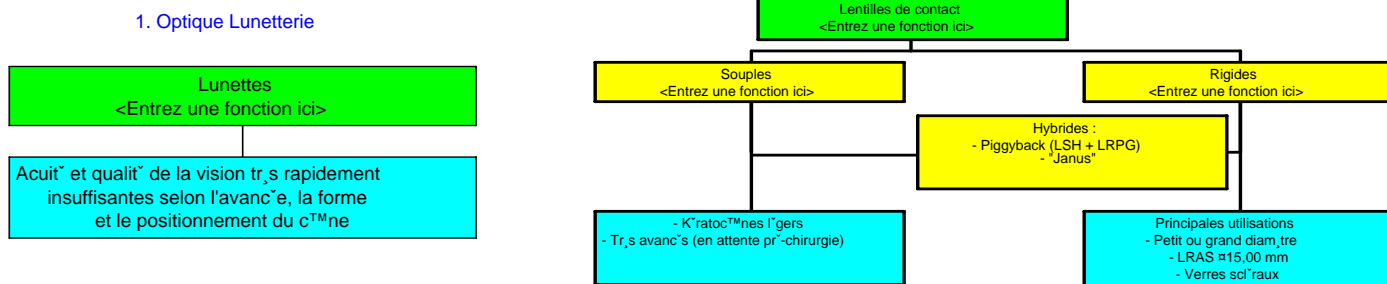 1. Optique Lunetterie
Lunettes
<Entrez une fonction ici>
Acuitˇ et qualitˇ de la vision tr¸s rapidement
insuffisantes selon l'avancˇe, la forme
et le positionnement du c™ne
Lentilles de contact
<Entrez une fonction ici>
Souples
<Entrez une fonction ici>
Rigides
<Entrez une fonction ici>
Hybrides :
- Piggyback (LSH + LRPG)
- "Janus"
- Kˇratoc™nes lˇgers
- Tr¸s avancˇs (en attente prˇ-chirurgie)
Principales utilisations
- Petit ou grand diam¸tre
- LRAS ¤15,00 mm
- Verres sclˇraux